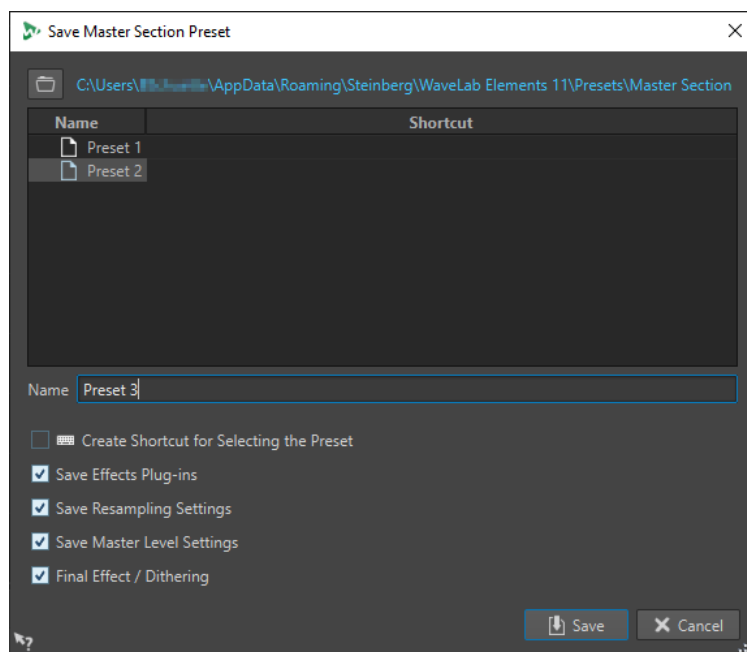 Save Master Section Preset
C:\Users\ \AppData\Roaming\Steinberg\WaveLab Elements 11\Presets\Master Section
Name Shortcut
Preset 1
Preset 2
Name Preset 3
Create Shortcut for Selecting the Preset
Save Effects Plug-ins
Save Resampling Settings
Save Master Level Settings
Final Effect / Dithering
Save Cancel